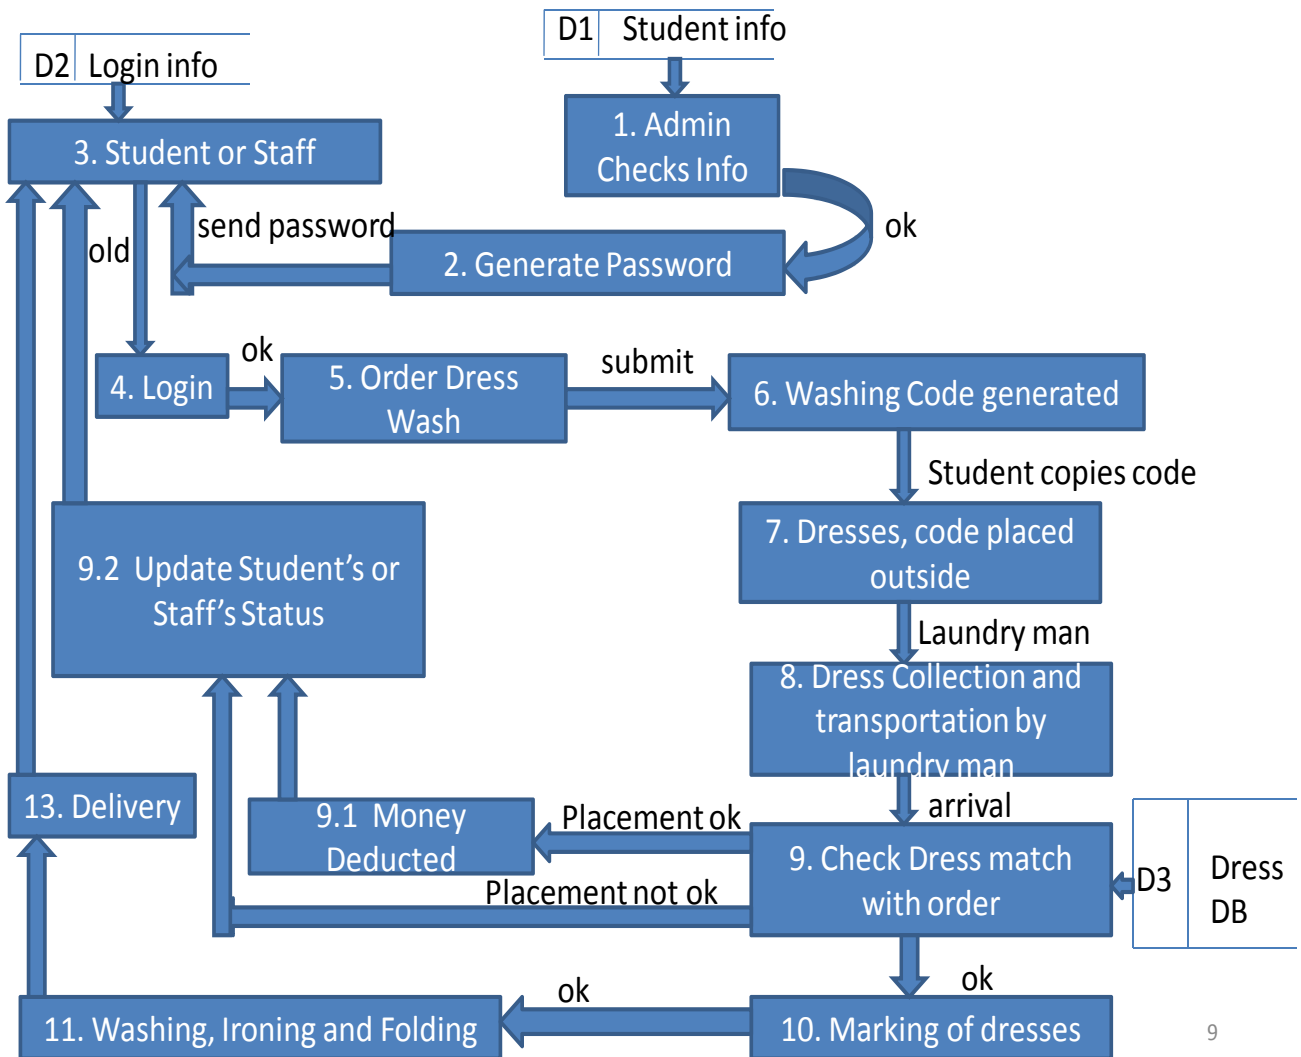 D1 Student info
D2 Login info
1. Admin
Checks Info
3. Student or Staff
ok
send password
old
2. Generate Password
ok
4. Login
5. Order Dress
Wash
submit
6. Washing Code generated
Student copies code
7. Dresses, code placed
outside
9.2 Update Student’s or
Staff’s Status
Laundry man
8. Dress Collection and
transportation by
laundry man
arrival
13. Delivery
9.1 Money
Deducted
Placement ok
9. Check Dress match
with order
D3
Dress
DB
Placement not ok
ok
ok
11. Washing, Ironing and Folding
10. Marking of dresses
9